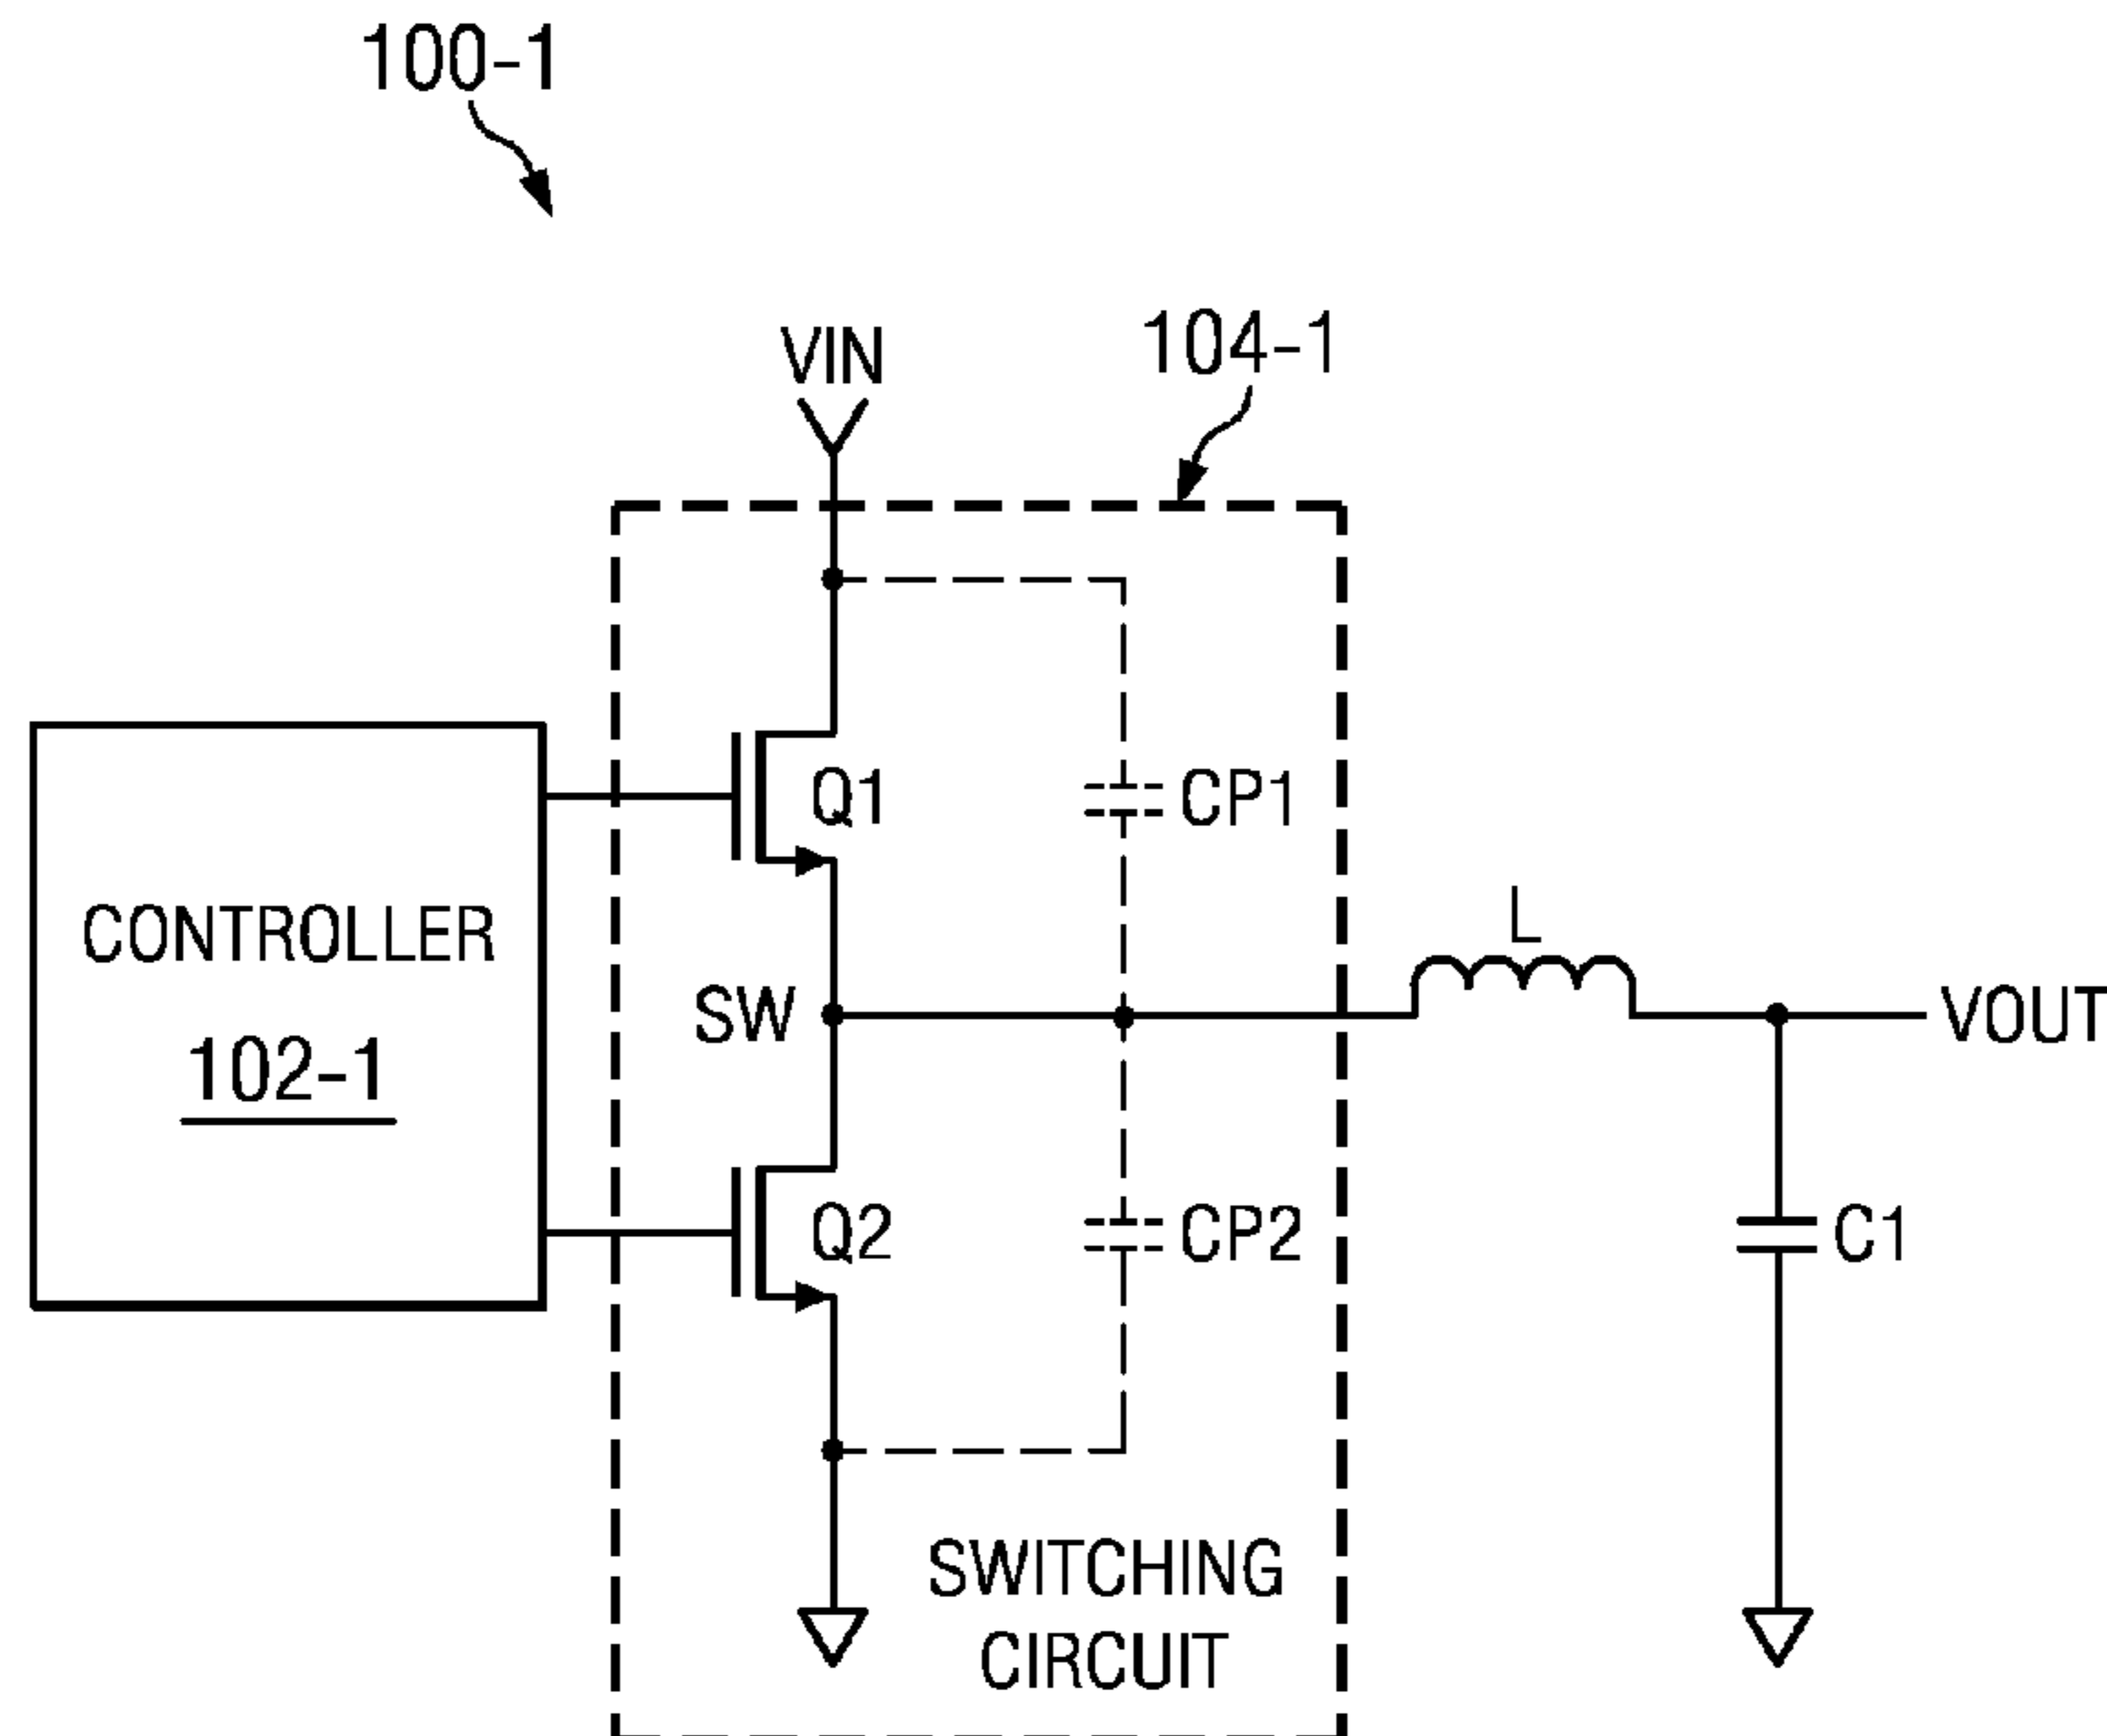 100-1
VIN
104-1
Q1
CP1
CONTROLLER
102-1
SW
L
VOUT
Q2
CP2
C1
SWITCHING
CIRCUIT